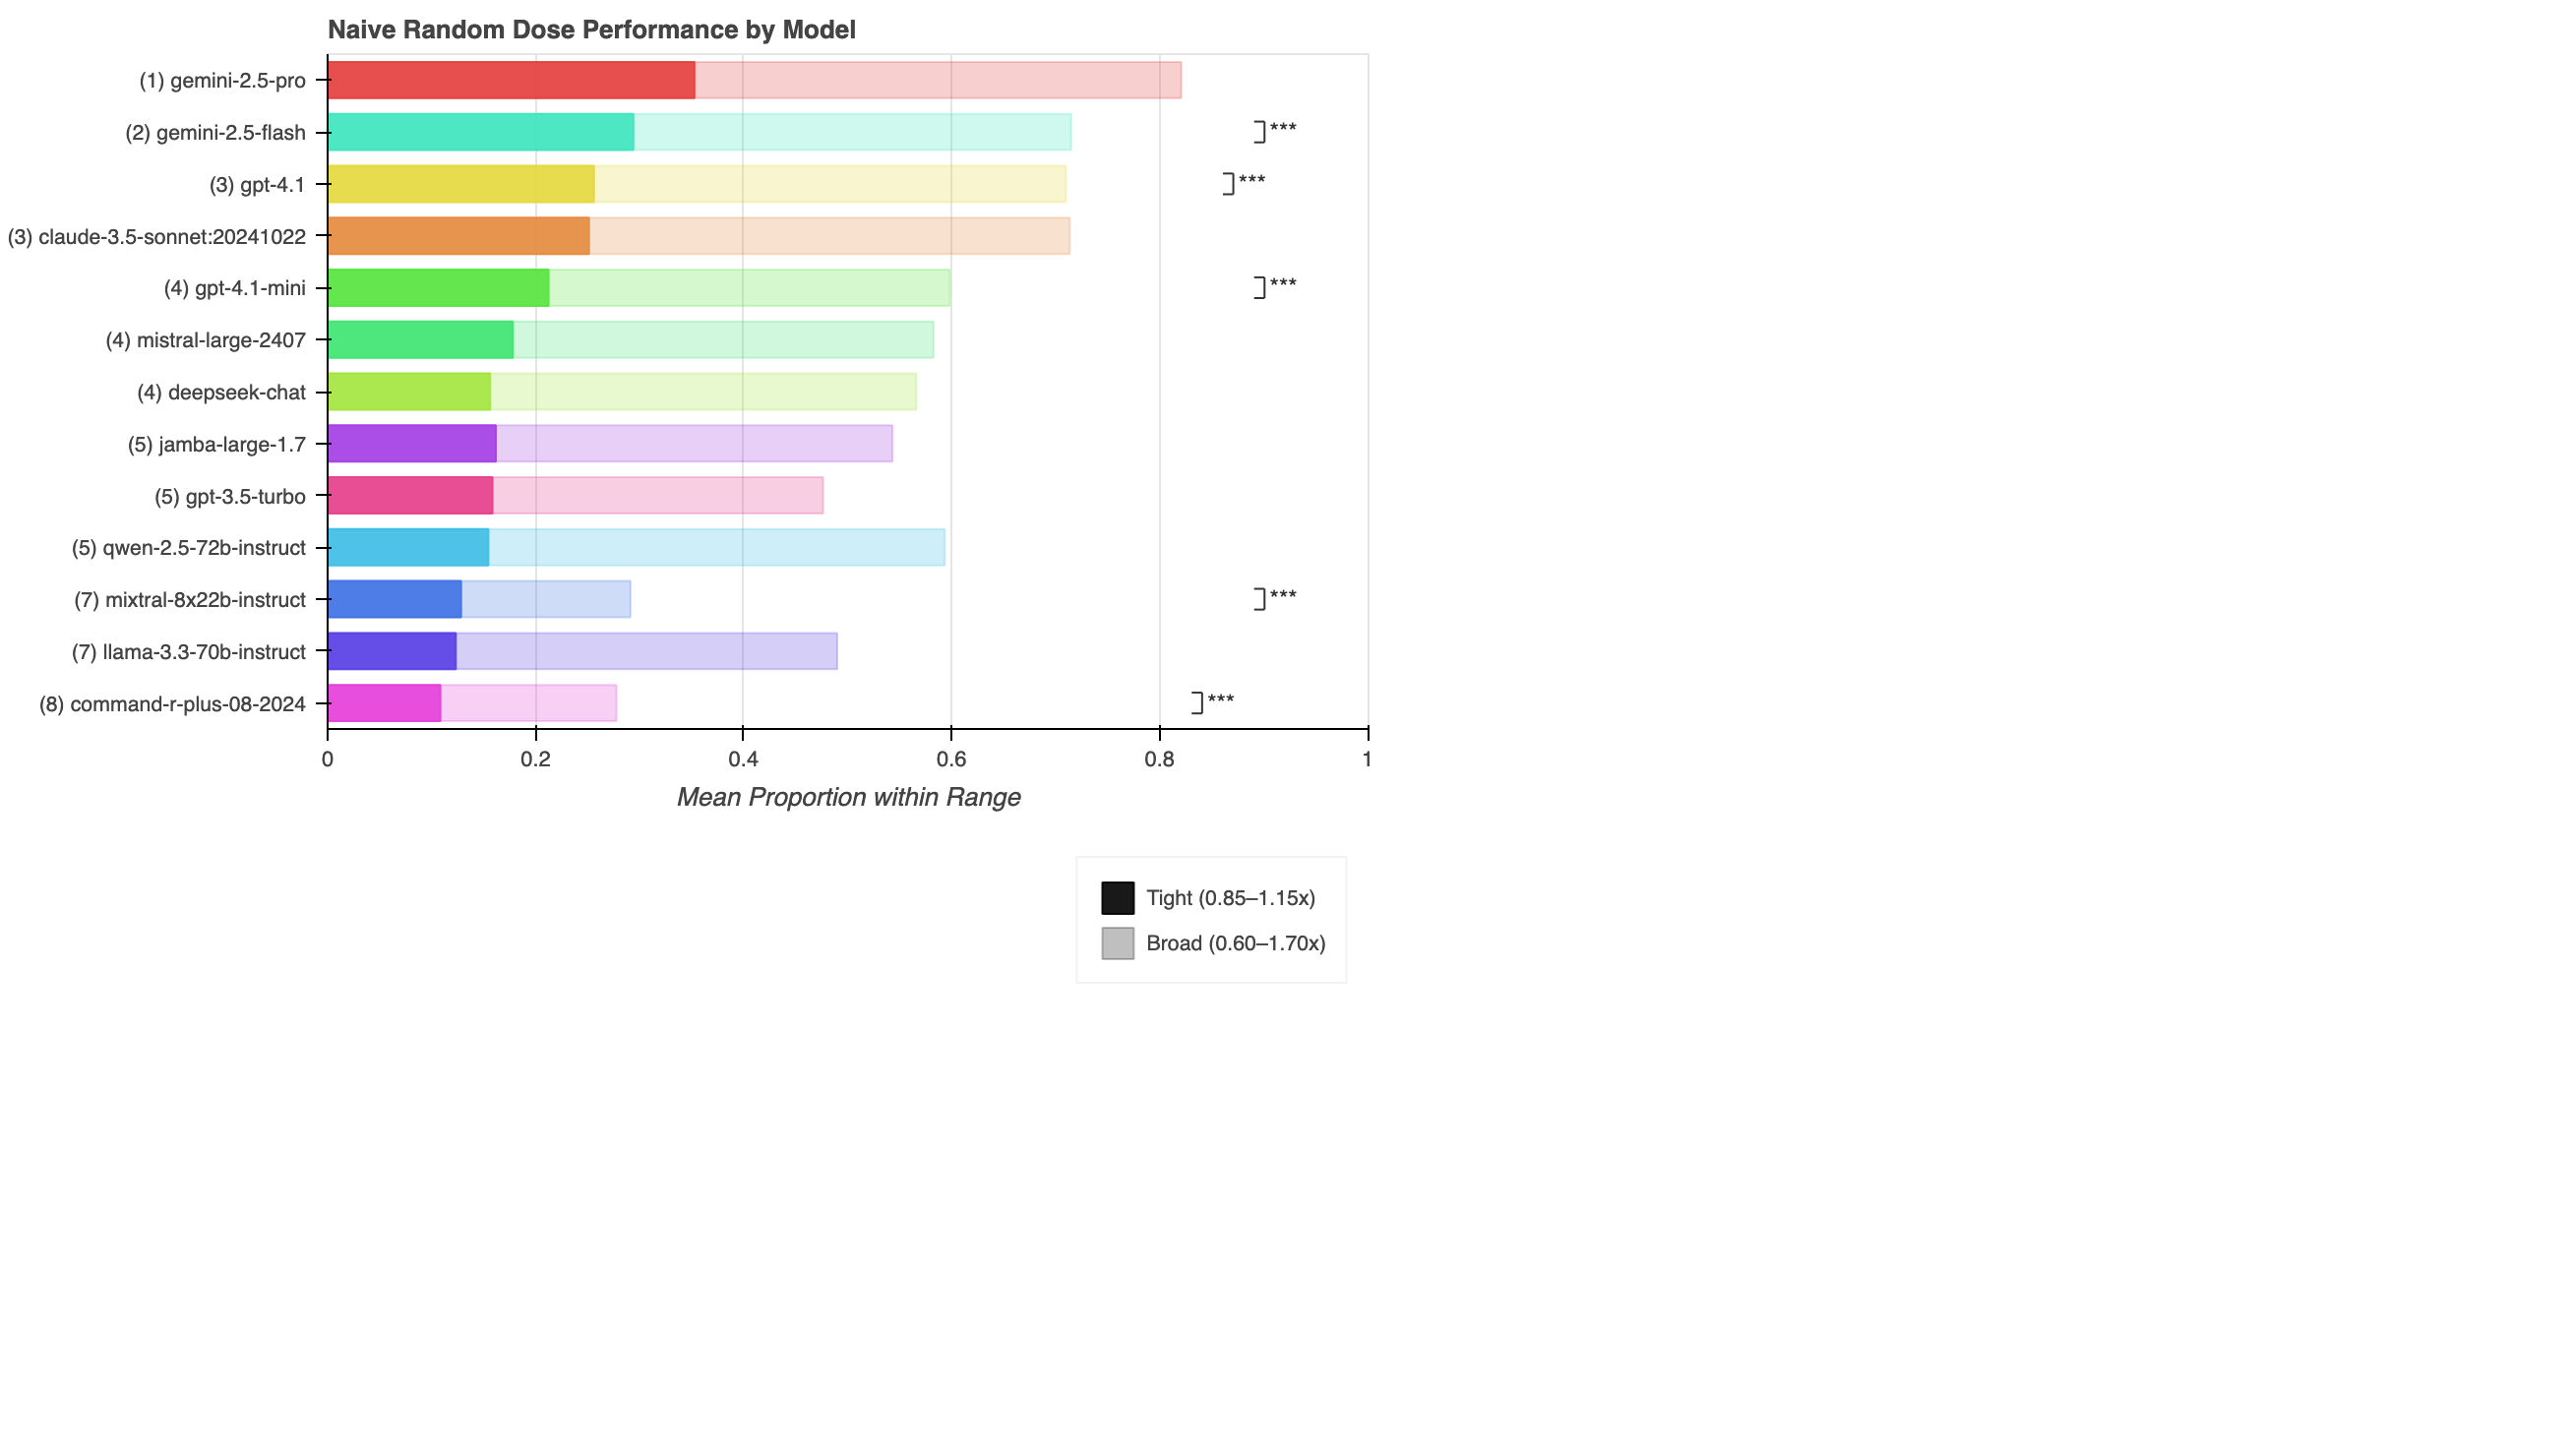 Naive Random Dose Performance by Model
(1) gemini-2.5-pro
(2) gemini-2.5-flash
***
(3) gpt-4.1
***
(3) claude-3.5-sonnet:20241022
(4) gpt-4.1-mini
***
(4) mistral-large-2407
(4) deepseek-chat
(5) jamba-large-1.7
(5) gpt-3.5-turbo
(5) qwen-2.5-72b-instruct
(7) mixtral-8x22b-instruct
***
(7) llama-3.3-70b-instruct
(8) command-r-plus-08-2024
***
0 0.2 0.4 0.6 0.8 1
Mean Proportion within Range
Tight (0.85–1.15x)
Broad (0.60–1.70x)